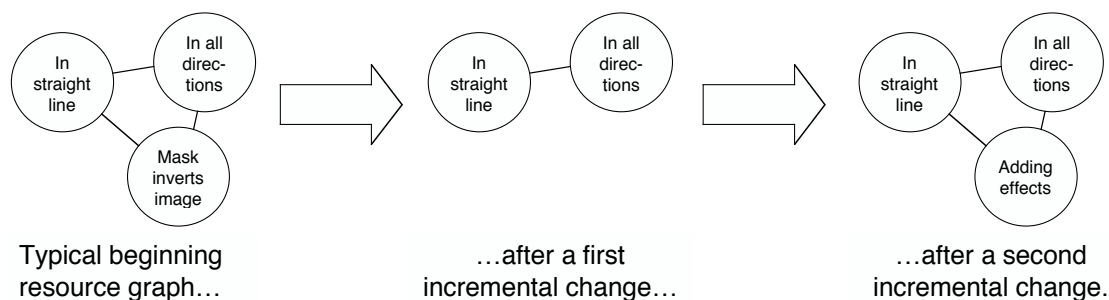 In
straight
line
In all
direc-
tions
Mask
inverts
image
In
straight
line
In all
direc-
tions
In
straight
line
In all
direc-
tions
Adding
effects
Typical beginning
resource graph…
…after a first
incremental change…
…after a second
incremental change.